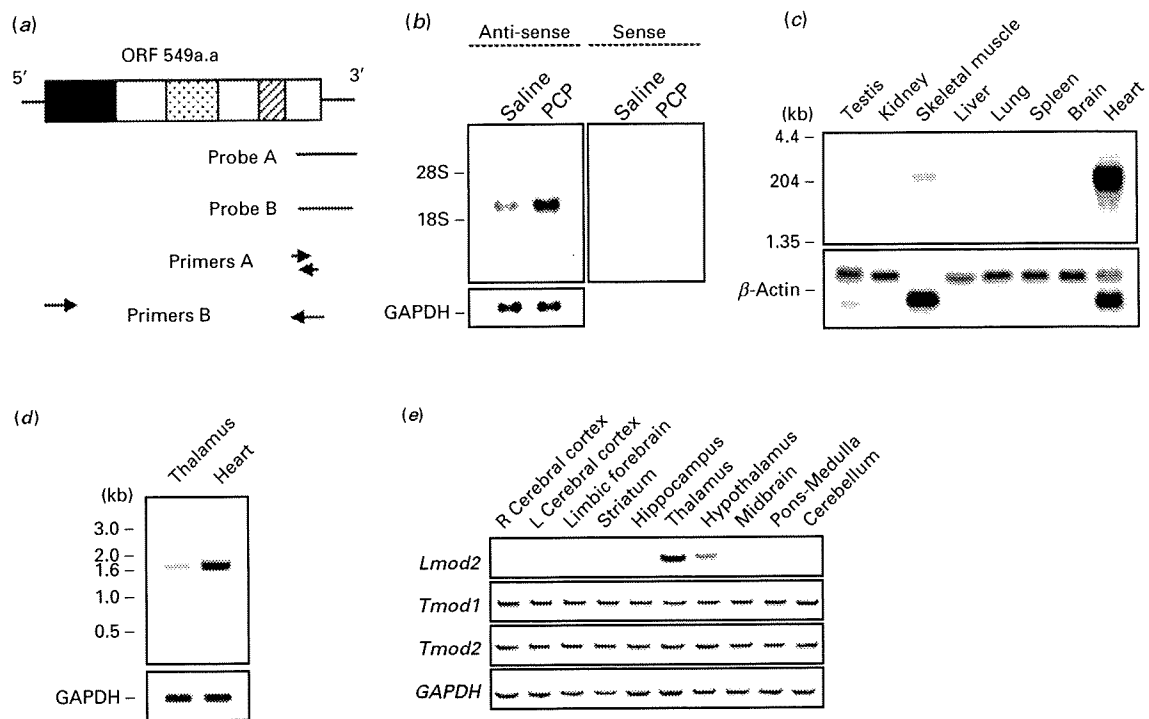 (a)
ORF 549a.a
5′
3′
Probe A
Probe B
Primers A
Primers B
(b)
Anti-sense
Sense
Saline
PCP
Saline
PCP
28S
18S
GAPDH
(c)
Testis
Kidney
Skeletal muscle
Liver
Lung
Spleen
Brain
Heart
(kb)
4.4
204
1.35
β-Actin
(d)
Thalamus
Heart
(kb)
3.0
2.0
1.6
1.0
0.5
GAPDH
(e)
R Cerebral cortex
L Cerebral cortex
Limbic forebrain
Striatum
Hippocampus
Thalamus
Hypothalamus
Midbrain
Pons-Medulla
Cerebellum
Lmod2
Tmod1
Tmod2
GAPDH